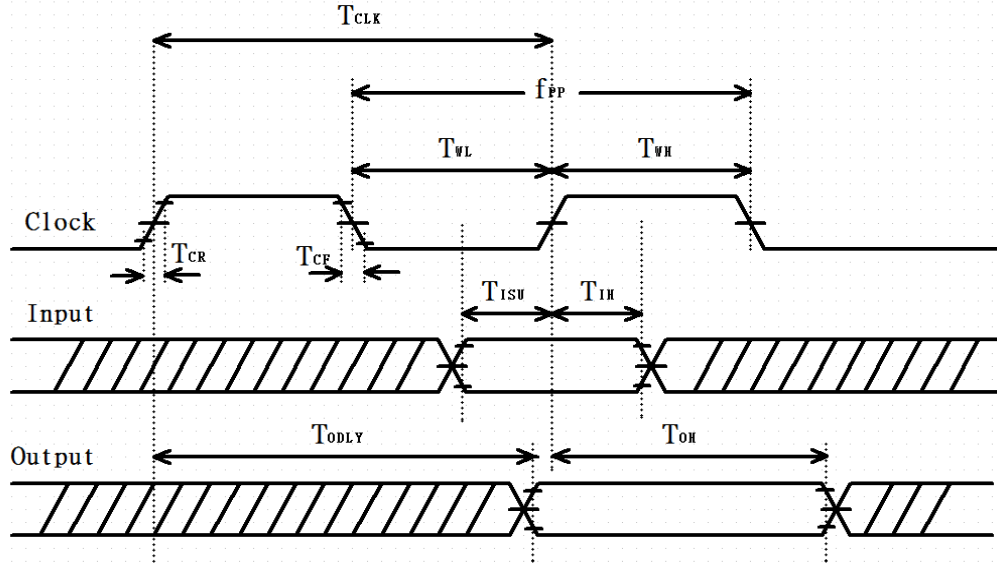 TCLK
fPP
TWL
TWH
Clock
TCR
TCF
TISU
TIH
Input
TODLY
TOH
Output